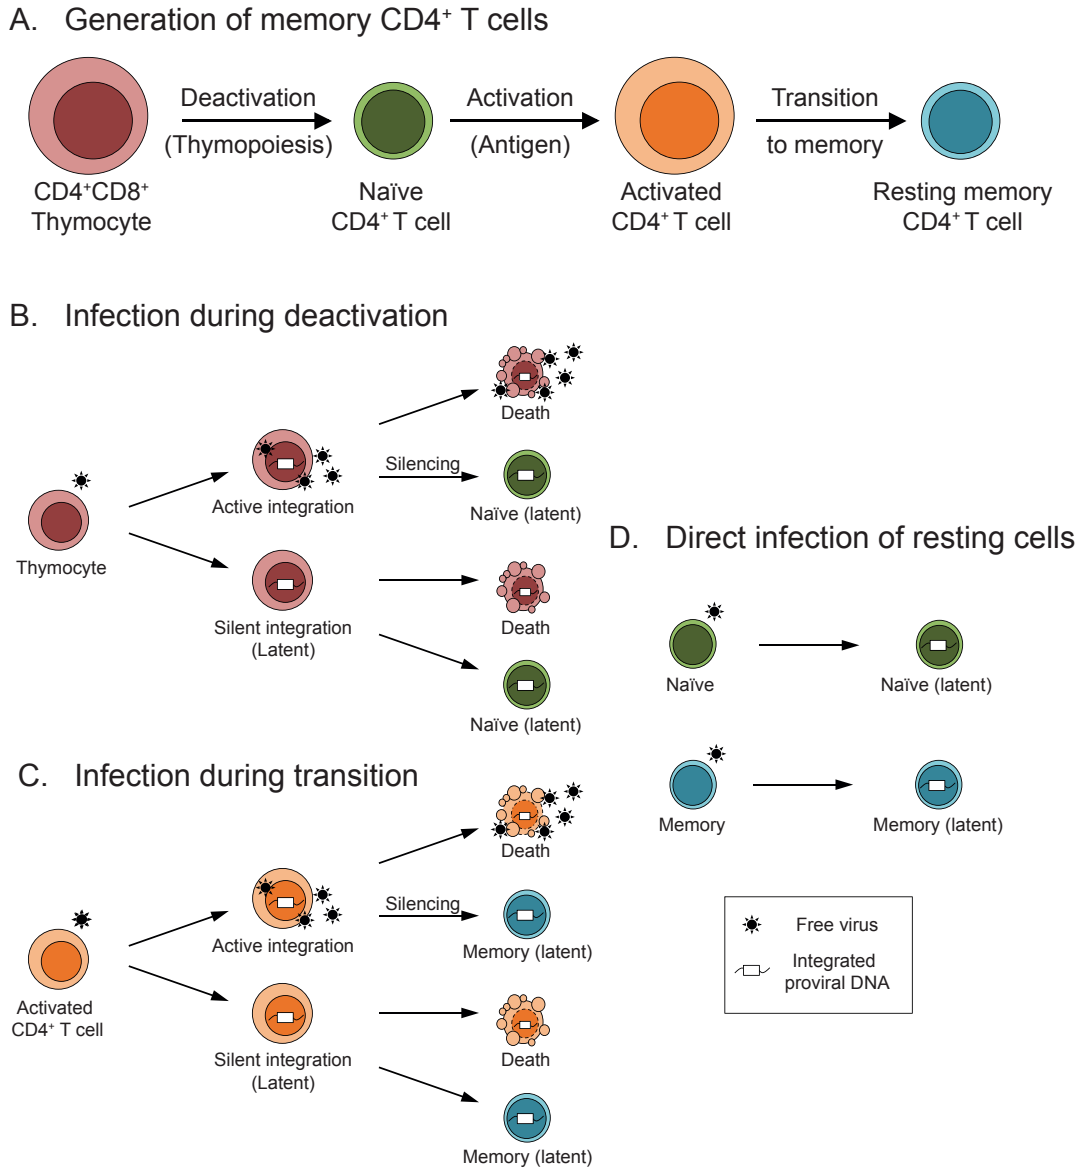 A. Generation of memory CD4⁺ T cells
Deactivation
(Thymopoiesis)
Activation
(Antigen)
Transition
to memory
CD4⁺CD8⁺
Thymocyte
Naïve
CD4⁺ T cell
Activated
CD4⁺ T cell
Resting memory
CD4⁺ T cell
B. Infection during deactivation
Thymocyte
Active integration
Silent integration
(Latent)
Death
Silencing
Naïve (latent)
Death
Naïve (latent)
C. Infection during transition
Activated
CD4⁺ T cell
Active integration
Silent integration
(Latent)
Death
Silencing
Memory (latent)
Death
Memory (latent)
D. Direct infection of resting cells
Naïve
Naïve (latent)
Memory
Memory (latent)
Free virus
Integrated
proviral DNA